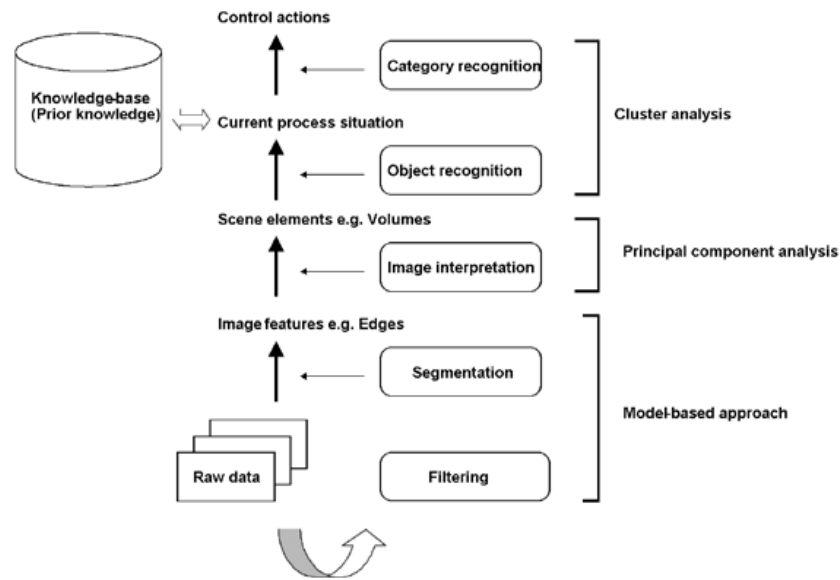 Control actions
Category recognition
Knowledge-base
(Prior knowledge)
Cluster analysis
Current process situation
Object recognition
Scene elements e.g. Volumes
Principal component analysis
Image interpretation
Image features e.g. Edges
Segmentation
Model-based approach
Raw data
Filtering